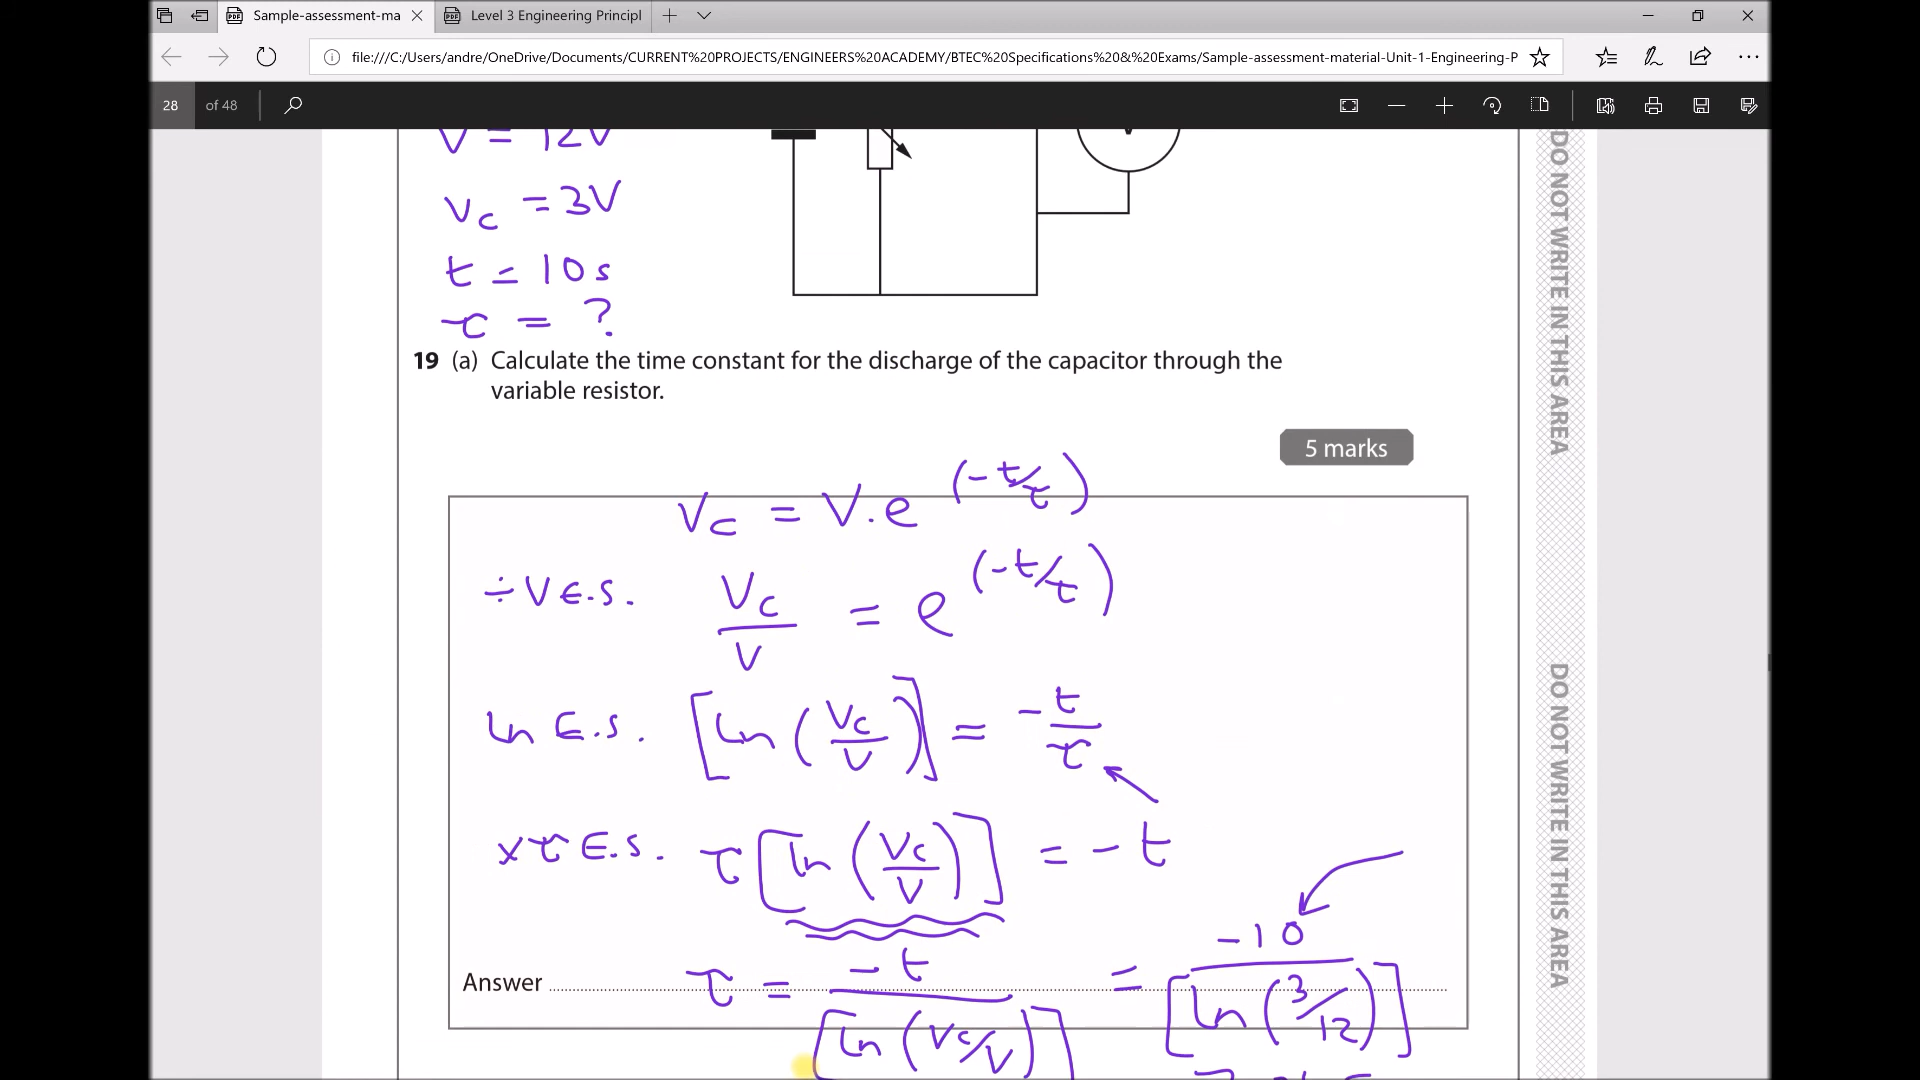 Sample-assessment-ma
Level 3 Engineering Principl
file:///C:/Users/andre/OneDrive/Documents/CURRENT%20PROJECTS/ENGINEERS%20ACADEMY/BTEC%20Specifications%20&%20Exams/Sample-assessment-material-Unit-1-Engineering-P
28 of 48
V = 12V
Vc = 3V
t = 10s
τ = ?
19 (a) Calculate the time constant for the discharge of the capacitor through the
variable resistor.
5 marks
Vc = V.e (-t/τ)
÷V E.S. Vc/V = e (-t/τ)
ln E.S. [ln (Vc/V)] = -t/τ
xτ E.S. τ [ln (Vc/V)] = -t
Answer τ = -t/[ln (Vc/V)] = -10/[ln (3/12)]
DO NOT WRITE IN THIS AREA
DO NOT WRITE IN THIS AREA